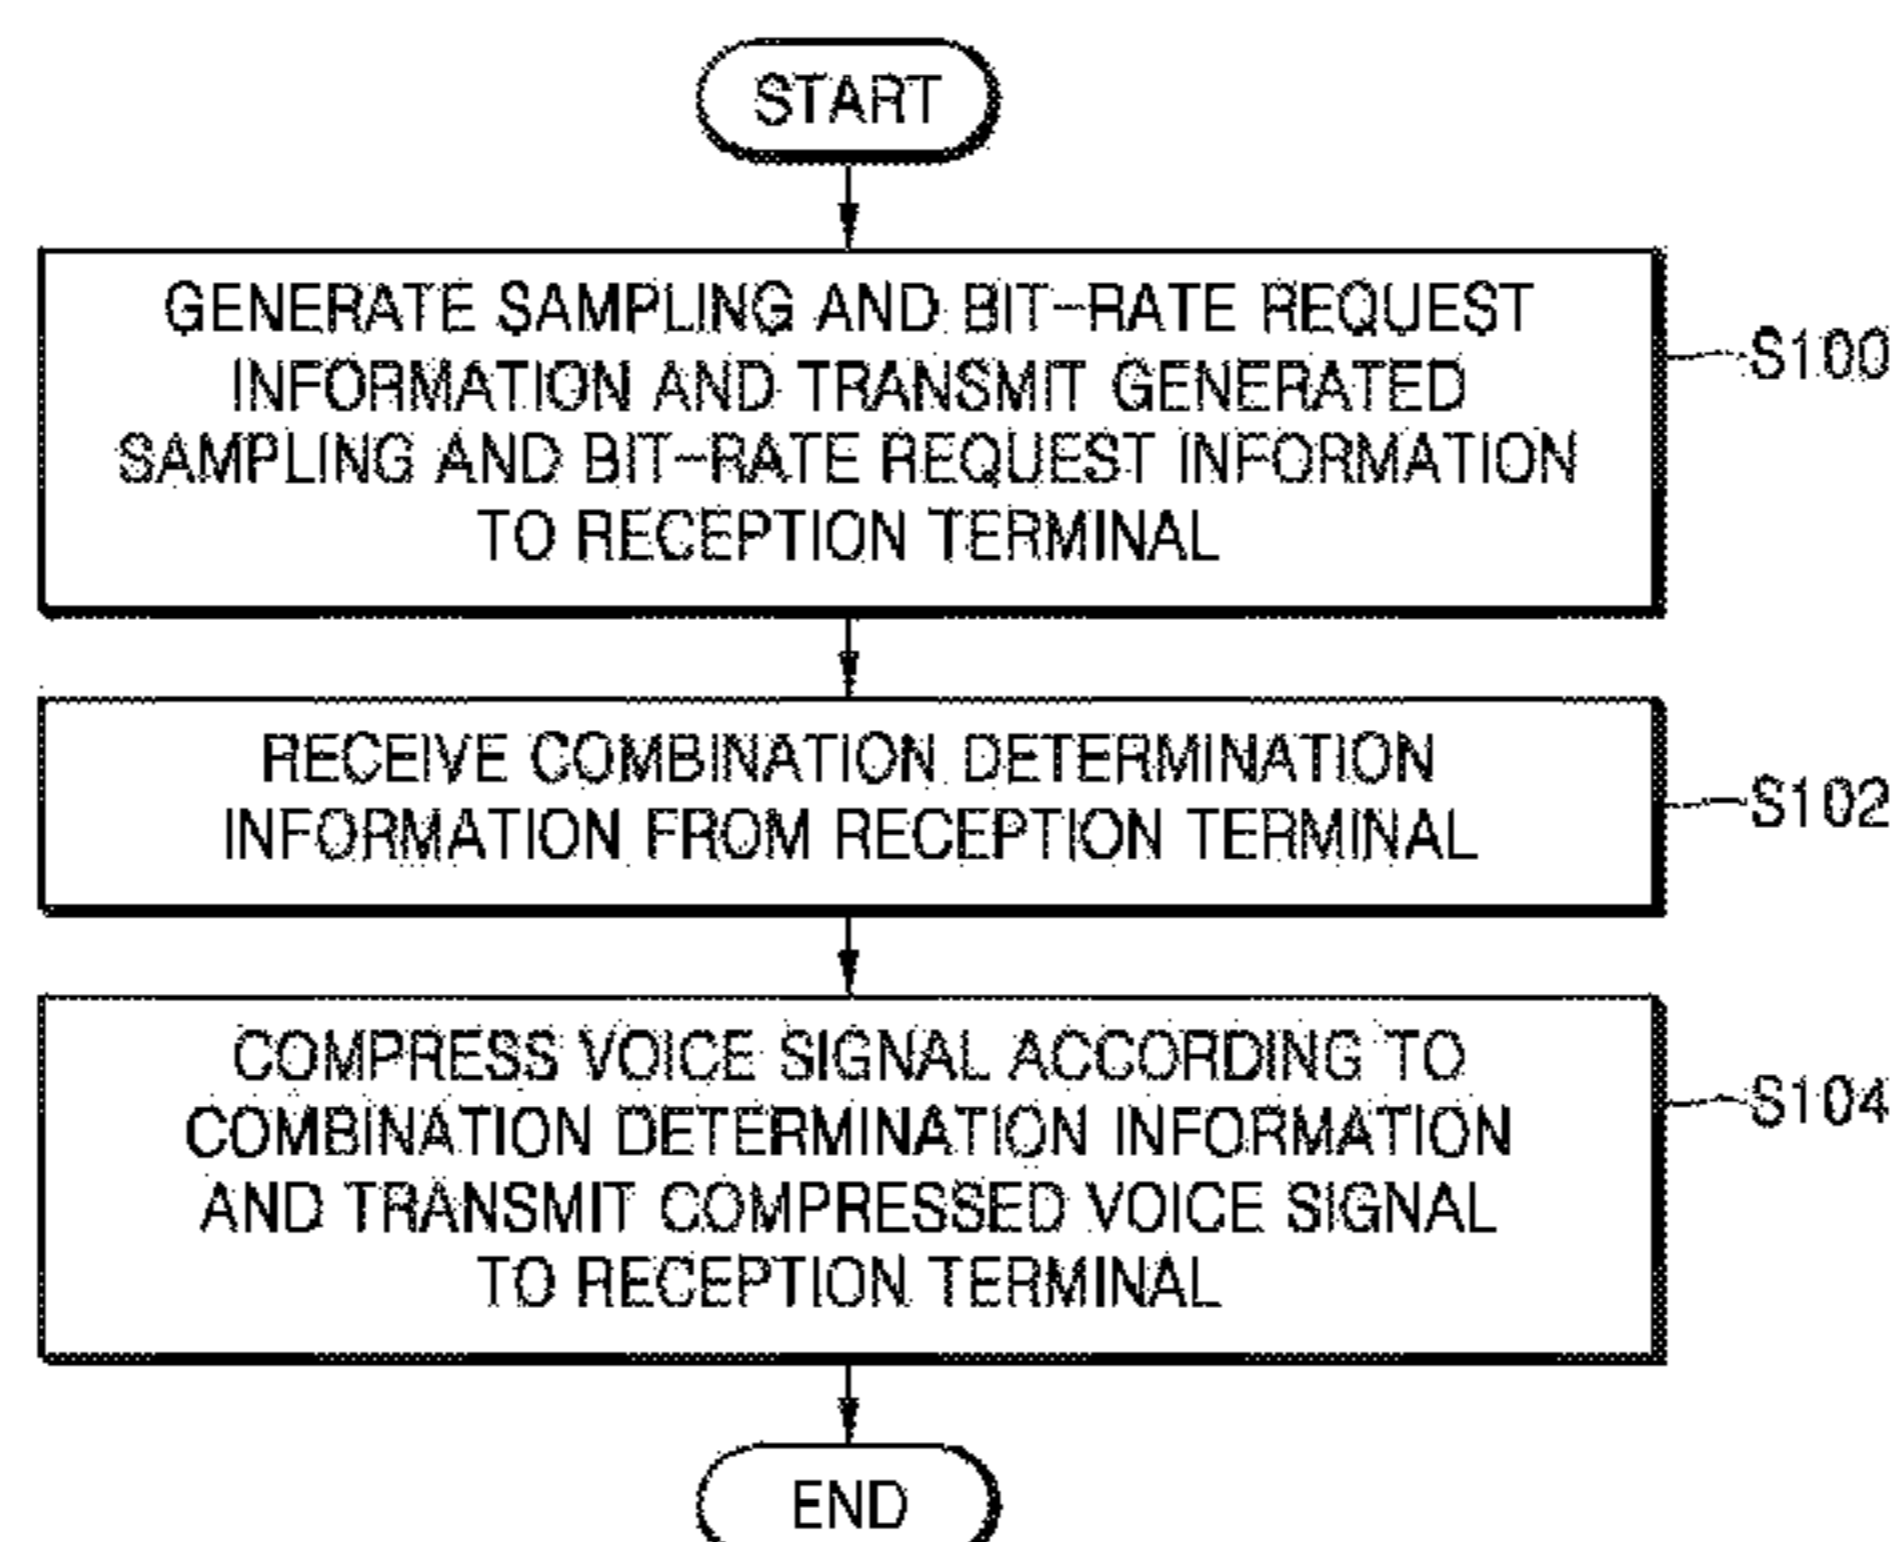 START
GENERATE SAMPLING AND BIT-RATE REQUEST
INFORMATION AND TRANSMIT GENERATED
SAMPLING AND BIT-RATE REQUEST INFORMATION
TO RECEPTION TERMINAL
S100
RECEIVE COMBINATION DETERMINATION
INFORMATION FROM RECEPTION TERMINAL
S102
COMPRESS VOICE SIGNAL ACCORDING TO
COMBINATION DETERMINATION INFORMATION
AND TRANSMIT COMPRESSED VOICE SIGNAL
TO RECEPTION TERMINAL
S104
END